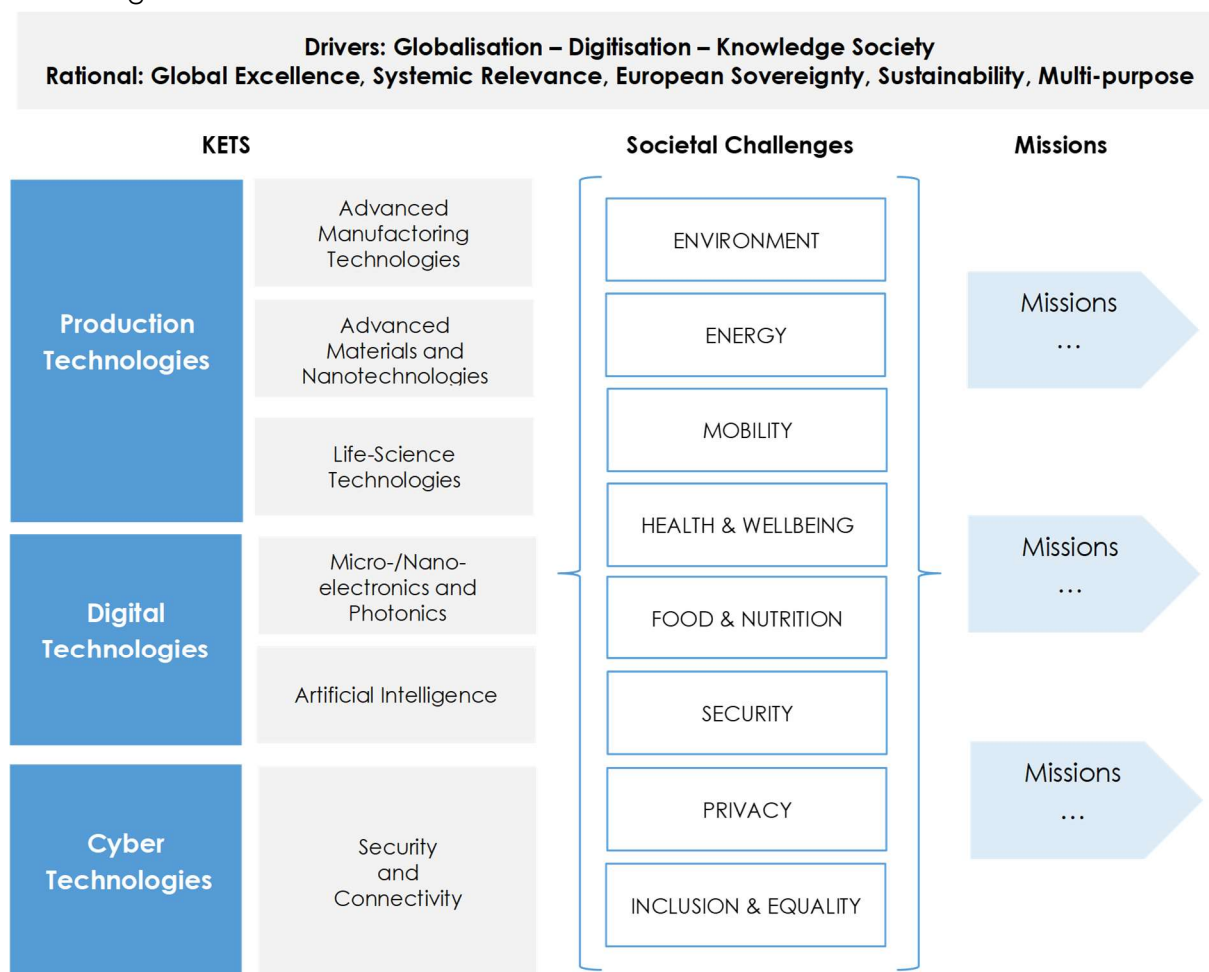 Drivers: Globalisation – Digitisation – Knowledge Society
Rational: Global Excellence, Systemic Relevance, European Sovereignty, Sustainability, Multi-purpose
KETS
Societal Challenges
Missions
Production
Technologies
Advanced
Manufactoring
Technologies
Advanced
Materials and
Nanotechnologies
Life-Science
Technologies
Digital
Technologies
Micro-/Nano-
electronics and
Photonics
Artificial Intelligence
Cyber
Technologies
Security
and
Connectivity
ENVIRONMENT
ENERGY
MOBILITY
HEALTH & WELLBEING
FOOD & NUTRITION
SECURITY
PRIVACY
INCLUSION & EQUALITY
Missions
…
Missions
…
Missions
…